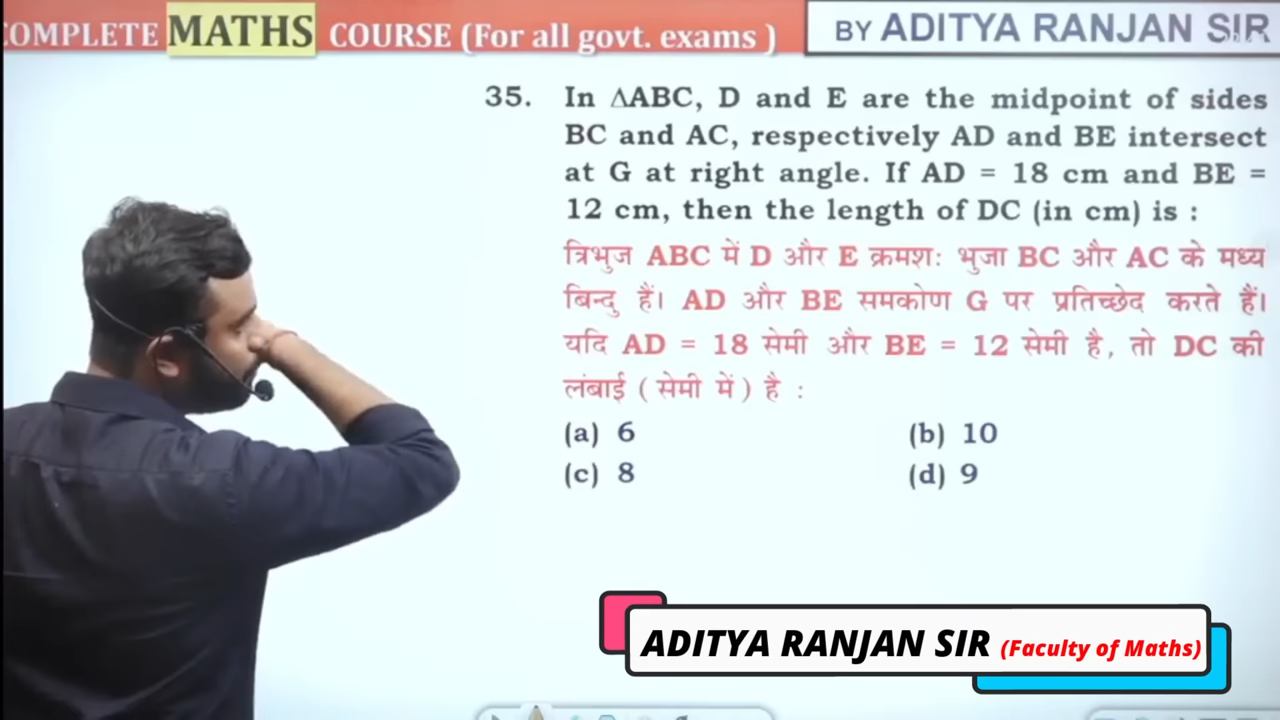 COMPLETE MATHS COURSE (For all govt. exams )
BY ADITYA RANJAN SIR
35. In ΔABC, D and E are the midpoint of sides
BC and AC, respectively AD and BE intersect
at G at right angle. If AD = 18 cm and BE =
12 cm, then the length of DC (in cm) is :
त्रिभुज ABC में D और E क्रमश: भुजा BC और AC के मध्य
बिन्दु हैं। AD और BE समकोण G पर प्रतिच्छेद करते हैं।
यदि AD = 18 सेमी और BE = 12 सेमी है, तो DC की
लंबाई ( सेमी में ) है :
(a) 6 (b) 10
(c) 8 (d) 9
ADITYA RANJAN SIR (Faculty of Maths)